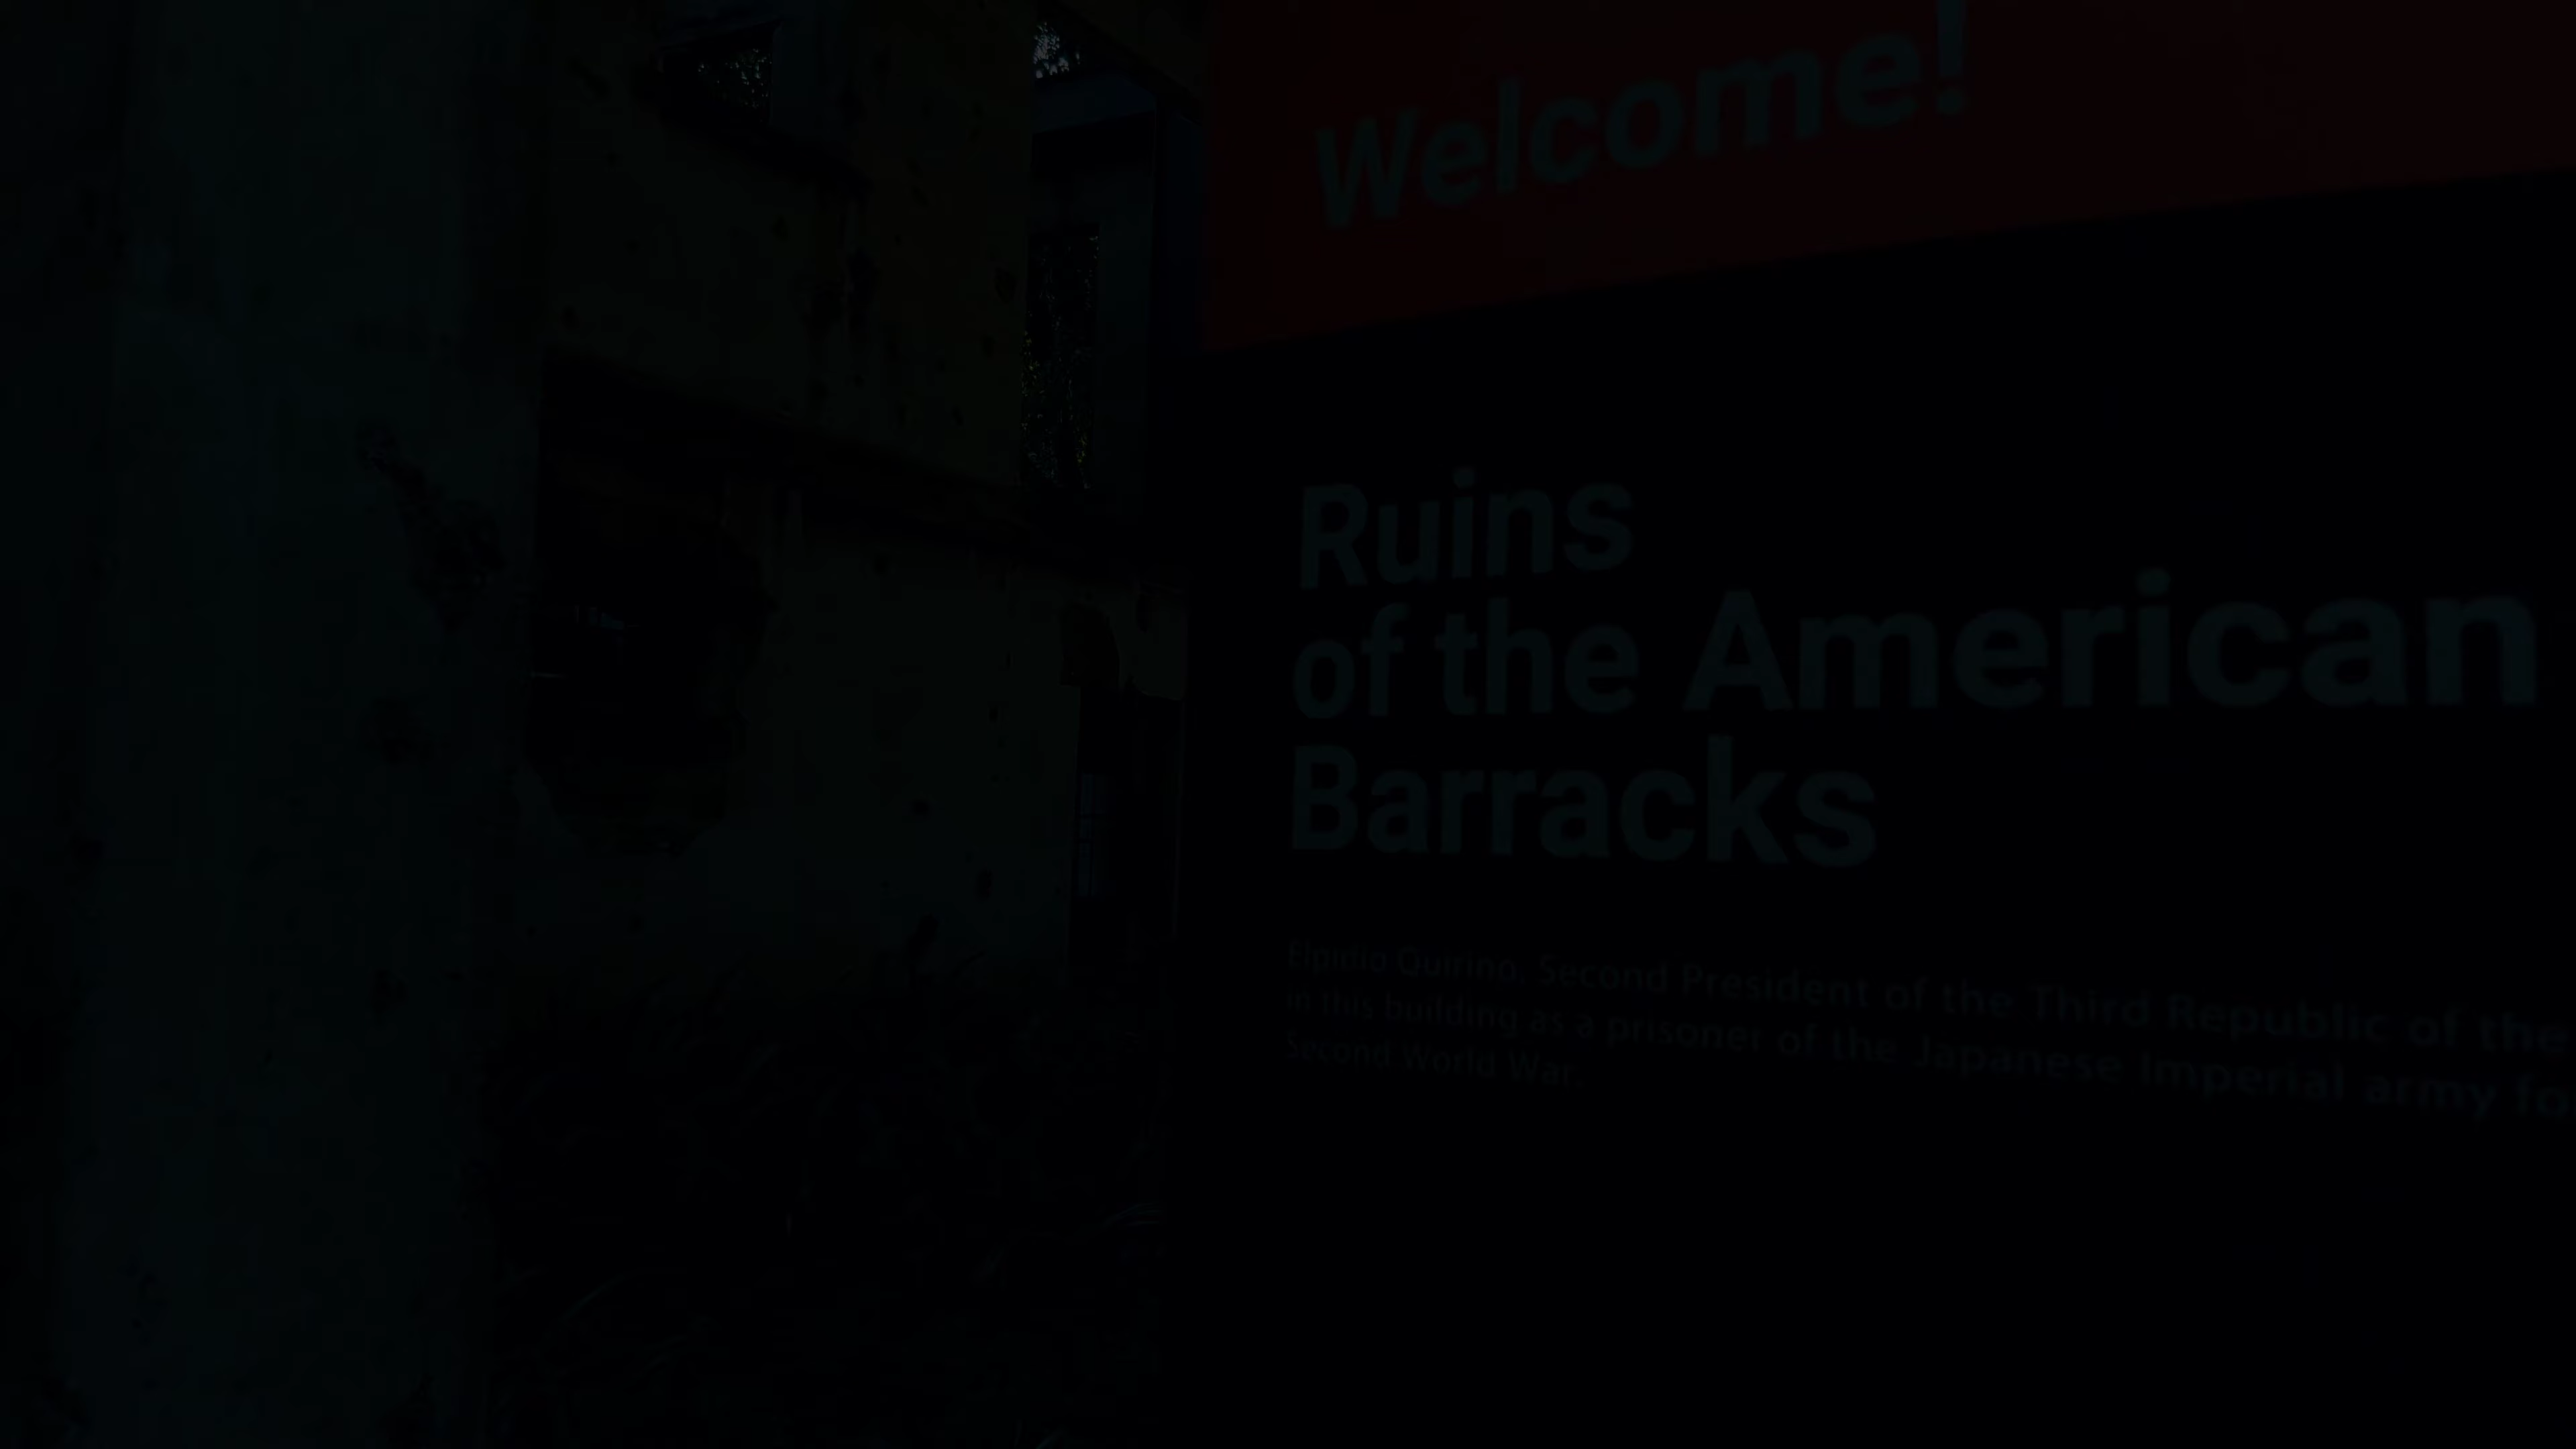 Welcome!
Ruins
of the American
Barracks
Elpidio Quirino, Second President of the Third Republic of the
in this building as a prisoner of the Japanese Imperial army fo
Second World War.